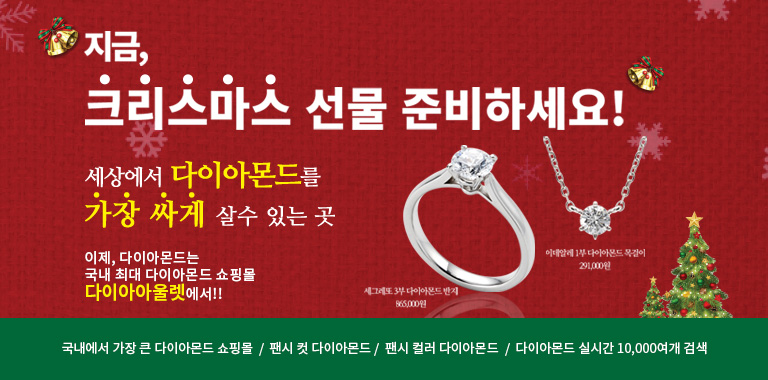 지금,
크리스마스 선물 준비하세요!
세상에서 다이아몬드를
가장 싸게 살수 있는 곳
이제, 다이아몬드는
국내 최대 다이아몬드 쇼핑몰
다이아아울렛에서!!
이데알레 1부 다이아몬드 목걸이
291,000원
세그레또 3부 다이아몬드 반지
865,000원
국내에서 가장 큰 다이아몬드 쇼핑몰 / 팬시 컷 다이아몬드 / 팬시 컬러 다이아몬드 / 다이아몬드 실시간 10,000여개 검색